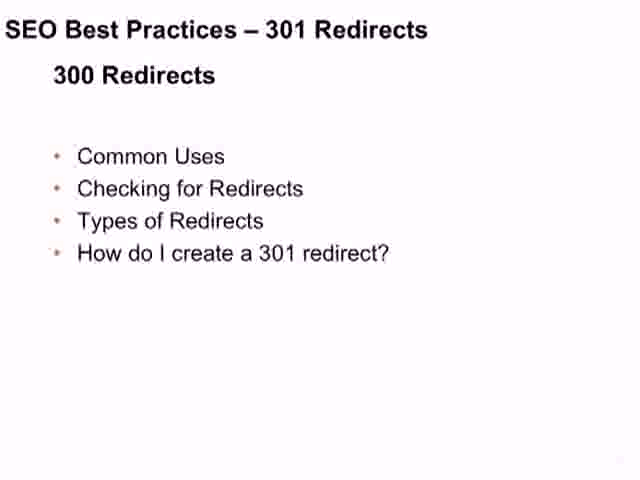 SEO Best Practices – 301 Redirects
300 Redirects
• Common Uses
• Checking for Redirects
• Types of Redirects
• How do I create a 301 redirect?